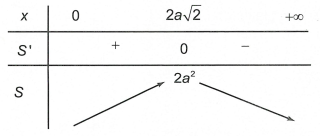 x 0 2a√2 +∞
S' + 0 −
2a²
S